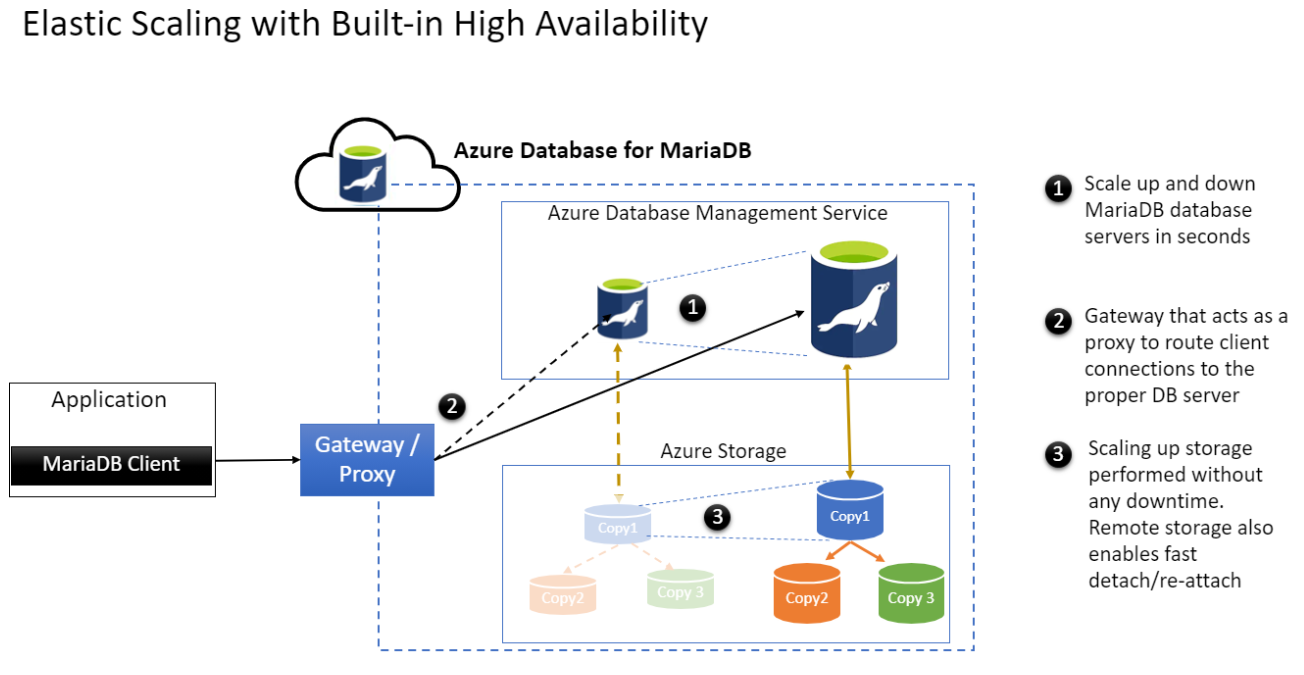 Elastic Scaling with Built-in High Availability
Azure Database for MariaDB
Azure Database Management Service
1
2
Application
MariaDB Client
Gateway /
Proxy
Azure Storage
3
Copy1
Copy2
Copy 3
Copy1
Copy2
Copy 3
1
Scale up and down
MariaDB database
servers in seconds
2
Gateway that acts as a
proxy to route client
connections to the
proper DB server
3
Scaling up storage
performed without
any downtime.
Remote storage also
enables fast
detach/re-attach